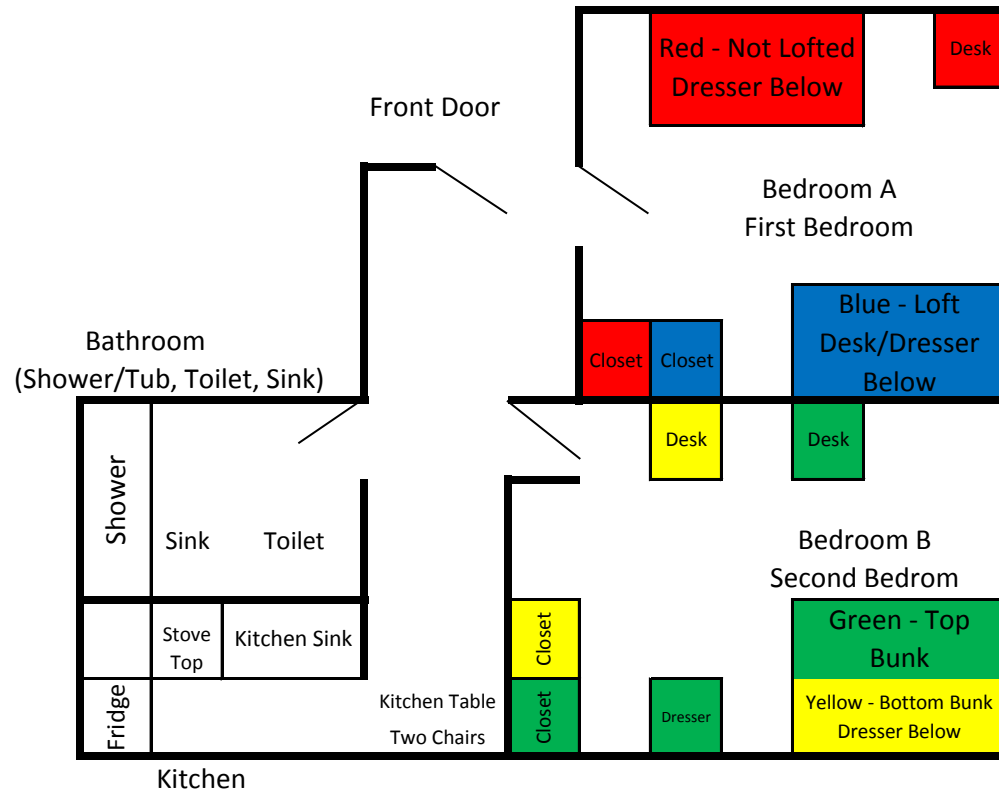 Red - Not Lofted
Dresser Below
Desk
Front Door
Bedroom A
First Bedroom
Blue - Loft
Desk/Dresser
Below
Closet
Closet
Bathroom
(Shower/Tub, Toilet, Sink)
Desk
Desk
Shower
Sink
Toilet
Bedroom B
Second Bedrom
Green - Top
Bunk
Closet
Stove
Top
Kitchen Sink
Yellow - Bottom Bunk
Dresser Below
Closet
Dresser
Kitchen Table
Two Chairs
Fridge
Kitchen